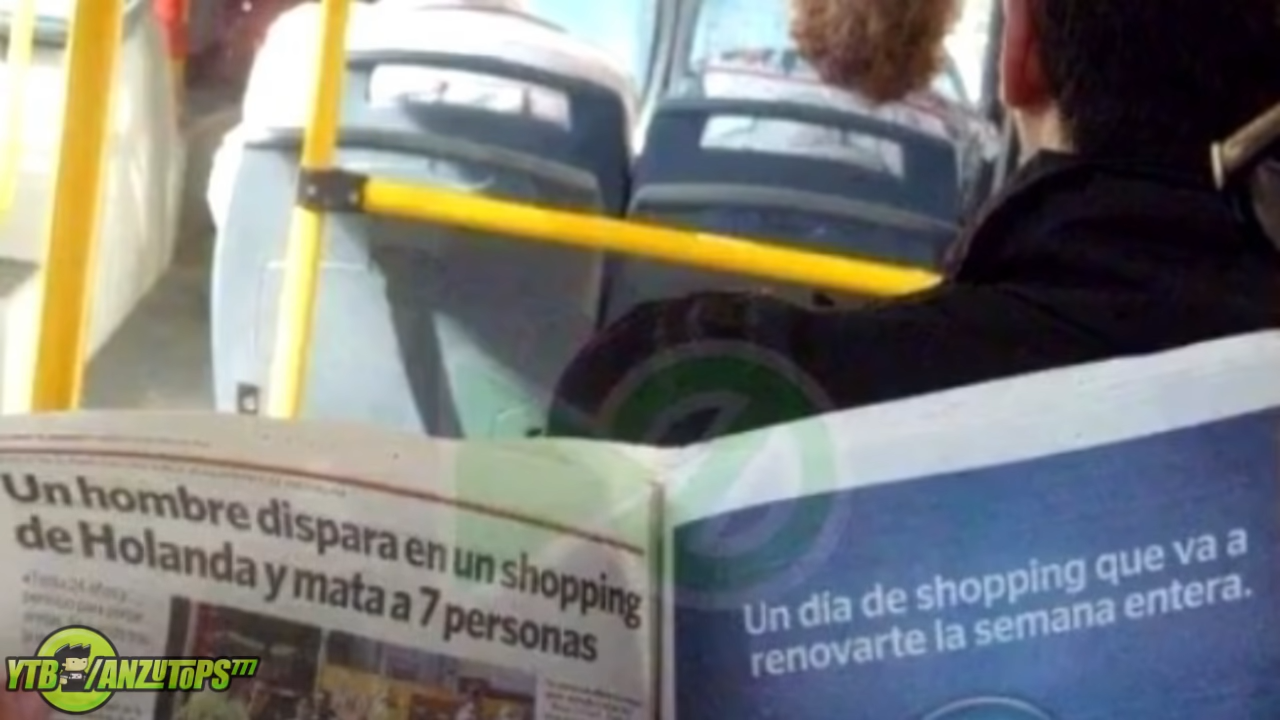 Un hombre dispara en un shopping
de Holanda y mata a 7 personas
Un día de shopping que va a
renovarte la semana entera.
YTB/ANZUTOPS777